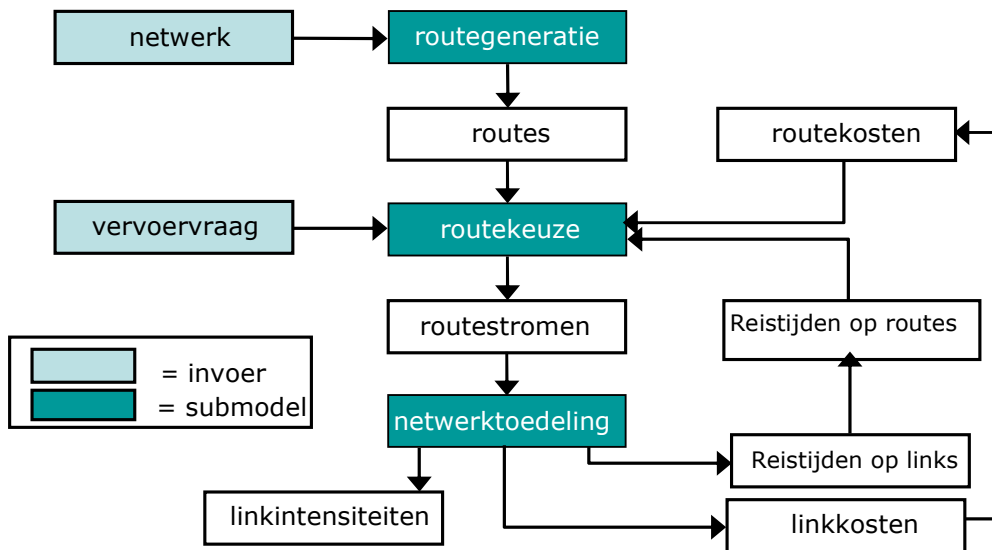 netwerk
routegeneratie
routes
routekosten
vervoervraag
routekeuze
routestromen
Reistijden op routes
= invoer
= submodel
netwerktoedeling
Reistijden op links
linkintensiteiten
linkkosten